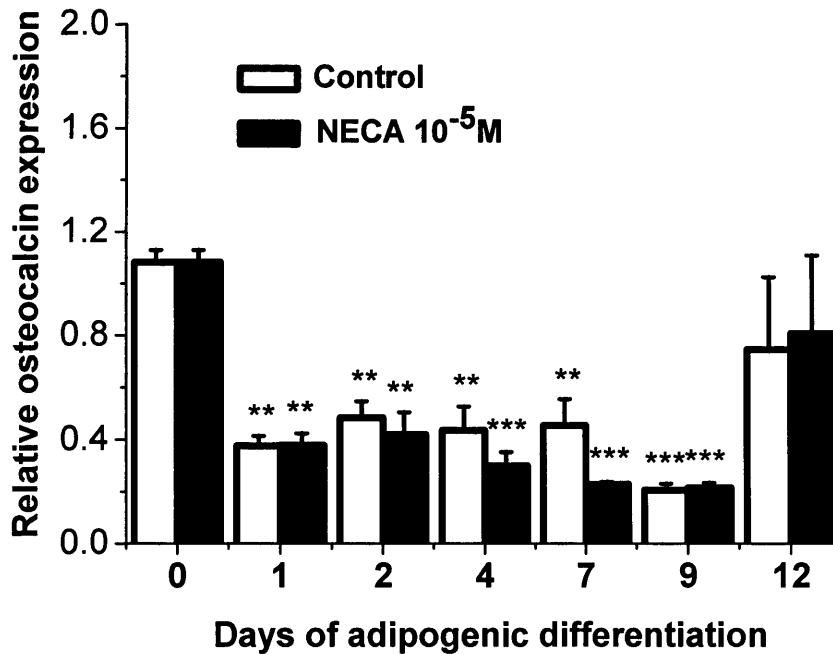 Relative osteocalcin expression
2.0
1.6
1.2
0.8
0.4
0.0
Control
NECA 10⁻⁵M
** **
** **
** ***
** ***
*** ***
0 1 2 4 7 9 12
Days of adipogenic differentiation